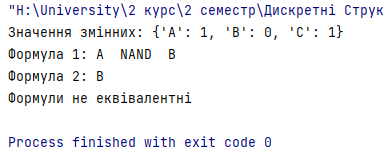 "H:\University\2 курс\2 семестр\Дискретні Струк
Значення змінних: {'A': 1, 'B': 0, 'C': 1}
Формула 1: A  NAND  B
Формула 2: B
Формули не еквівалентні
Process finished with exit code 0